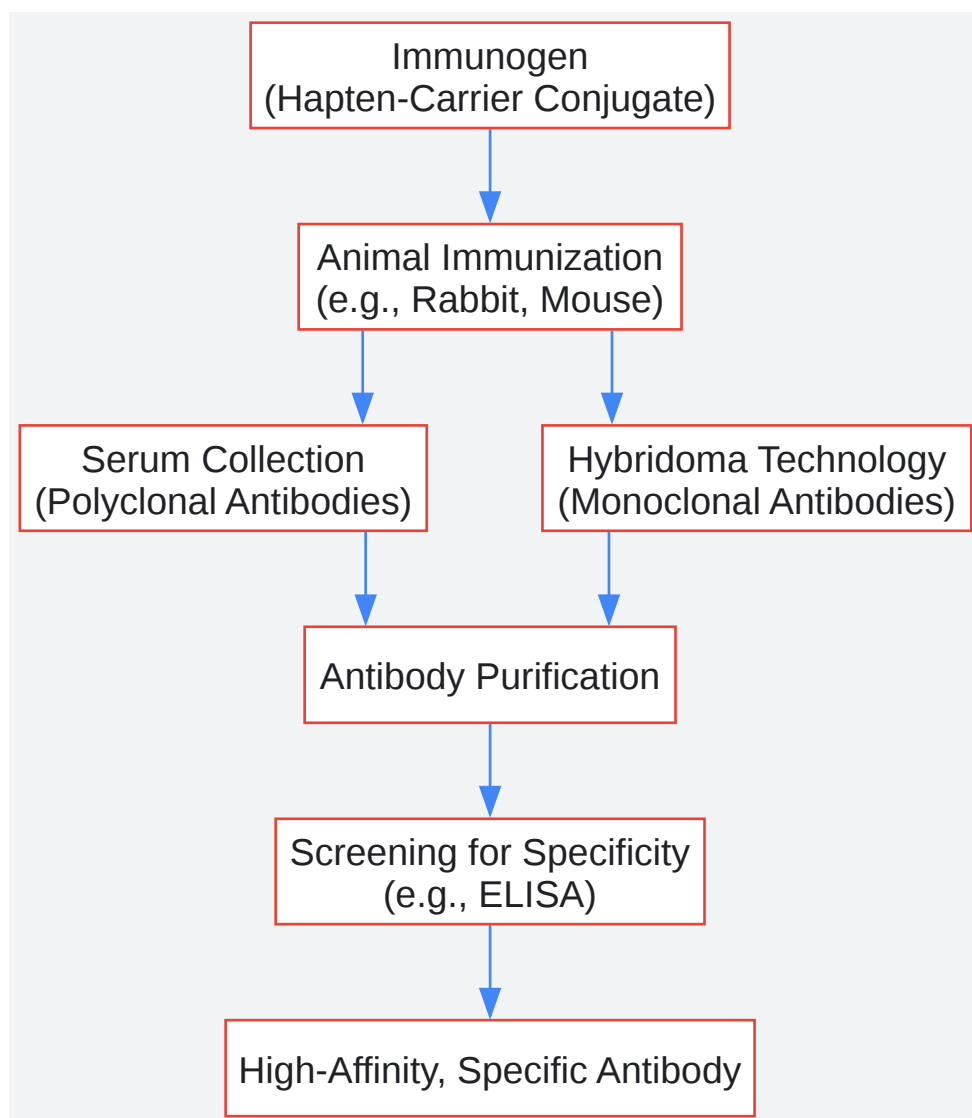 Immunogen
(Hapten-Carrier Conjugate)
Animal Immunization
(e.g., Rabbit, Mouse)
Serum Collection
(Polyclonal Antibodies)
Hybridoma Technology
(Monoclonal Antibodies)
Antibody Purification
Screening for Specificity
(e.g., ELISA)
High-Affinity, Specific Antibody